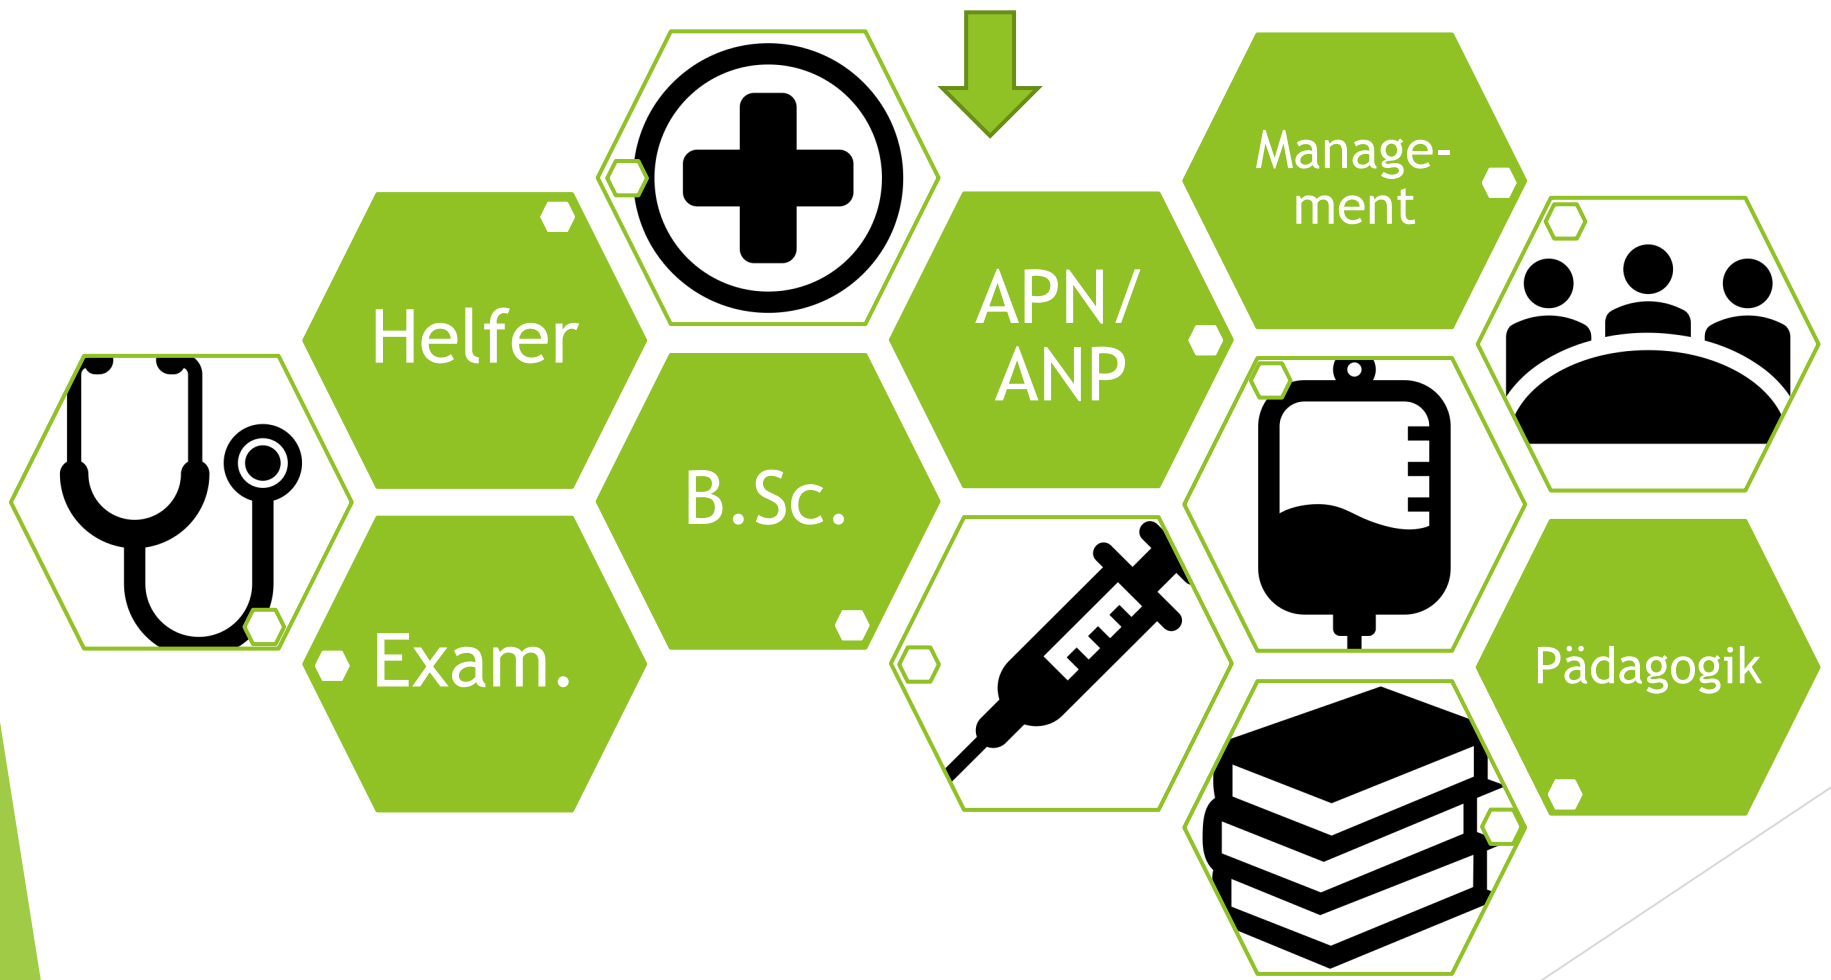 Helfer
Exam.
B.Sc.
APN/
ANP
Manage-
ment
Pädagogik